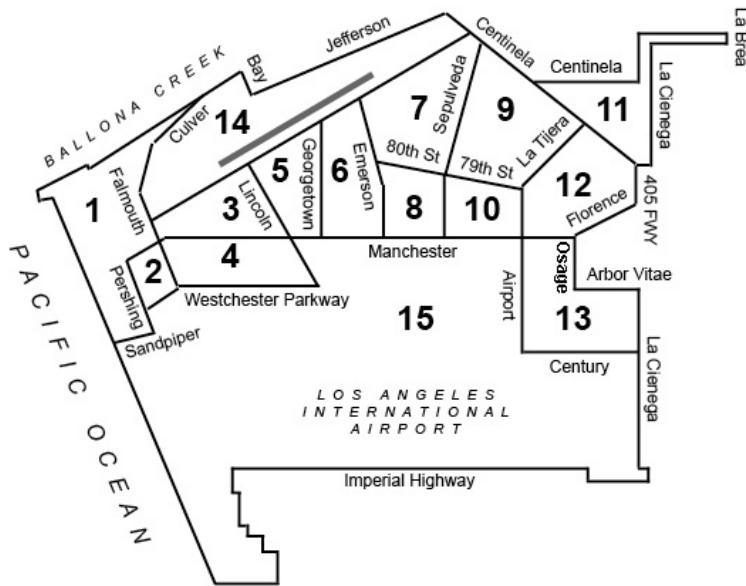 La Brea
Jefferson
Centinela
Bay
Centinela
BALLONA CREEK
Culver
14
7
Sepulveda
9
11
La Cienega
La Tijera
80th St
79th St
5
Georgetown
6
Emerson
Falmouth
1
3
Lincoln
8
10
12
Florence
405 FWY
2
4
Manchester
Osage
Pershing
Westchester Parkway
Airport
Arbor Vitae
15
13
Sandpiper
Century
La Cienega
PACIFIC OCEAN
LOS ANGELES
INTERNATIONAL
AIRPORT
Imperial Highway